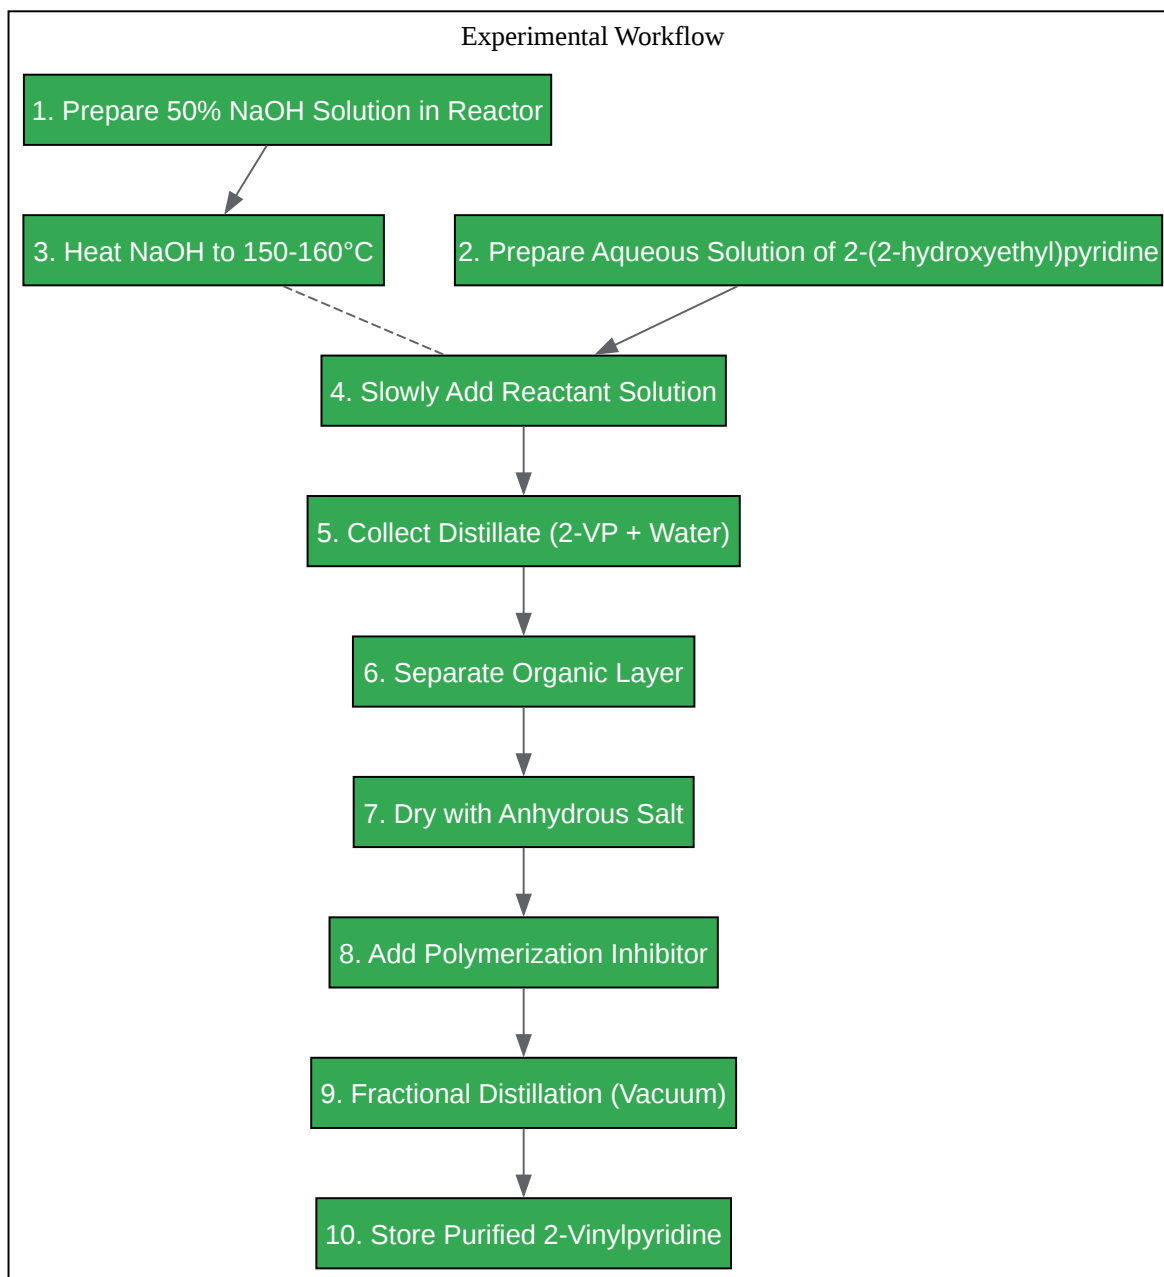 Experimental Workflow
1. Prepare 50% NaOH Solution in Reactor
3. Heat NaOH to 150-160°C
2. Prepare Aqueous Solution of 2-(2-hydroxyethyl)pyridine
4. Slowly Add Reactant Solution
5. Collect Distillate (2-VP + Water)
6. Separate Organic Layer
7. Dry with Anhydrous Salt
8. Add Polymerization Inhibitor
9. Fractional Distillation (Vacuum)
10. Store Purified 2-Vinylpyridine